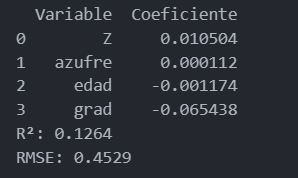 Variable Coeficiente
0 Z 0.010504
1 azufre 0.000112
2 edad -0.001174
3 grad -0.065438
R²: 0.1264
RMSE: 0.4529